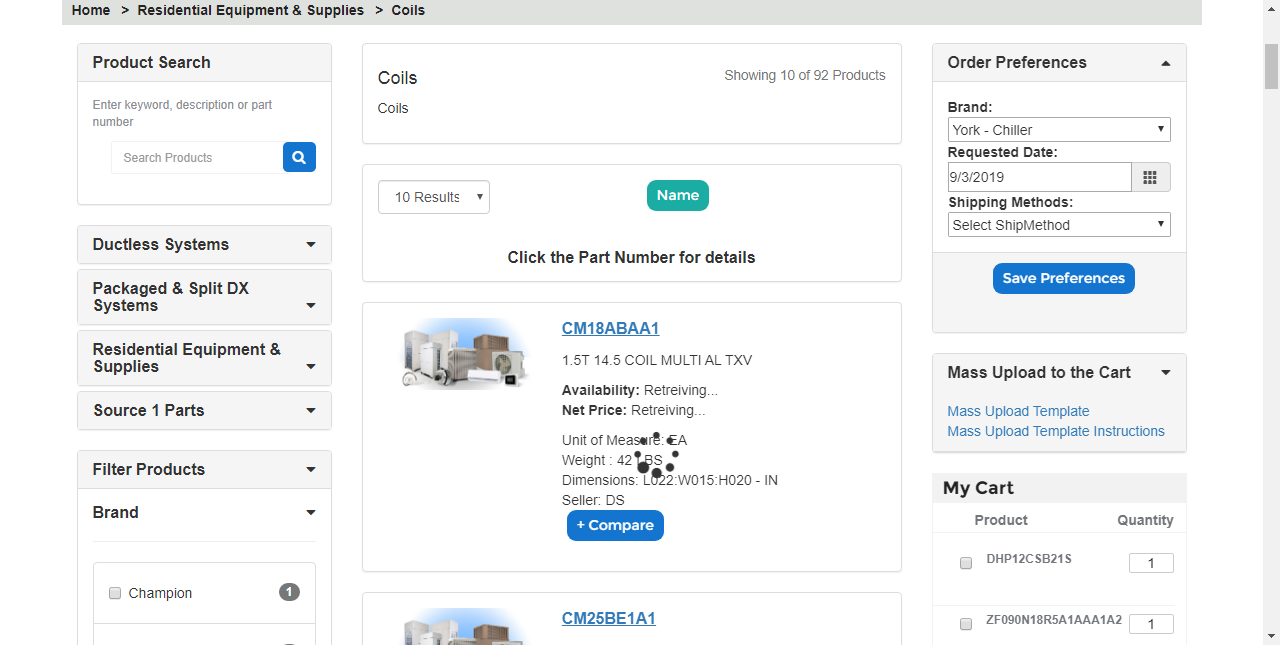 Home > Residential Equipment & Supplies > Coils
Product Search
Enter keyword, description or part
number
Search Products
Ductless Systems
Packaged & Split DX
Systems
Residential Equipment &
Supplies
Source 1 Parts
Filter Products
Brand
Champion 1
Coils
Showing 10 of 92 Products
Coils
10 Results
Name
Click the Part Number for details
CM18ABAA1
1.5T 14.5 COIL MULTI AL TXV
Availability: Retreiving...
Net Price: Retreiving...
Unit of Measure: EA
Weight : 42 LBS
Dimensions: L022:W015:H020 - IN
Seller: DS
+ Compare
CM25BE1A1
Order Preferences
Brand:
York - Chiller
Requested Date:
9/3/2019
Shipping Methods:
Select ShipMethod
Save Preferences
Mass Upload to the Cart
Mass Upload Template
Mass Upload Template Instructions
My Cart
Product Quantity
DHP12CSB21S 1
ZF090N18R5A1AAA1A2 1